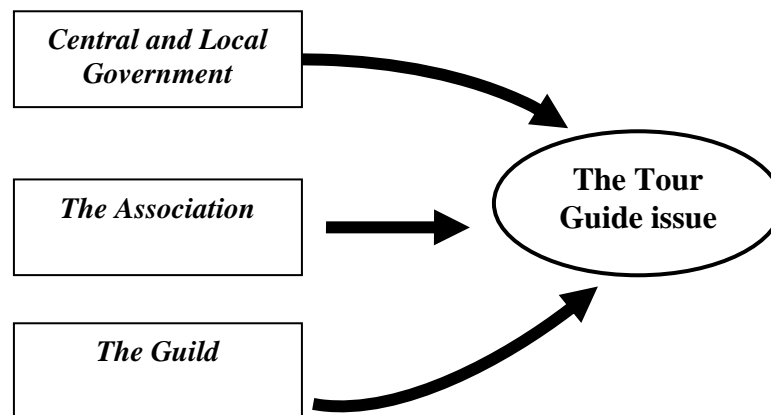 Central and Local
Government
The Association
The Tour
Guide issue
The Guild